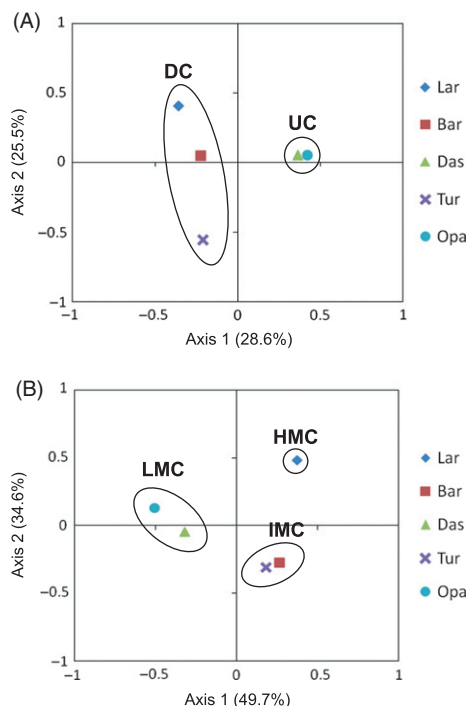 (A)
1
DC
UC
0.5
0
−0.5
−1
−1
−0.5
0
0.5
1
Axis 2 (25.5%)
Axis 1 (28.6%)
Lar
Bar
Das
Tur
Opa
(B)
1
HMC
LMC
IMC
0.5
0
−0.5
−1
−1
−0.5
0
0.5
1
Axis 2 (34.6%)
Axis 1 (49.7%)
Lar
Bar
Das
Tur
Opa